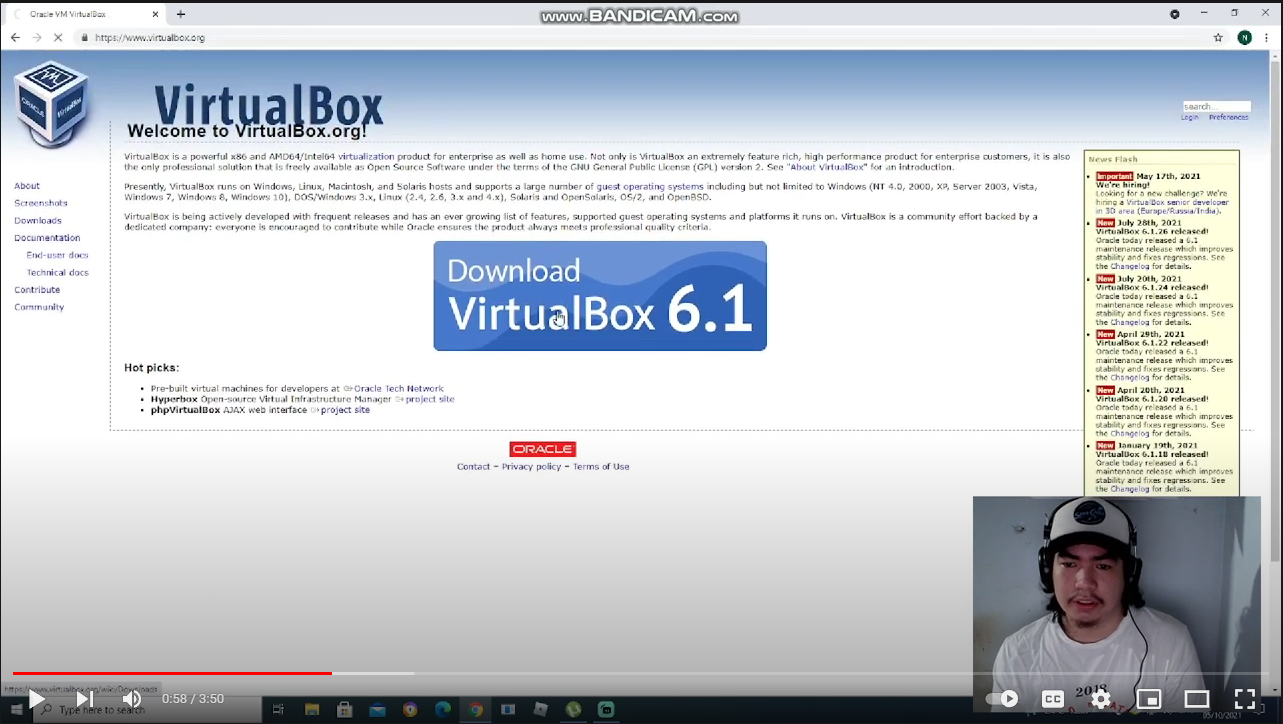 Oracle VM VirtualBox
www.BANDICAM.com
https://www.virtualbox.org
N
ORACLE
VirtualBox
VirtualBox
search...
Login Preferences
Welcome to VirtualBox.org!
VirtualBox is a powerful x86 and AMD64/Intel64 virtualization product for enterprise as well as home use. Not only is VirtualBox an extremely feature rich, high performance product for enterprise customers, it is also
the only professional solution that is freely available as Open Source Software under the terms of the GNU General Public License (GPL) version 2. See "About VirtualBox" for an introduction.
Presently, VirtualBox runs on Windows, Linux, Macintosh, and Solaris hosts and supports a large number of guest operating systems including but not limited to Windows (NT 4.0, 2000, XP, Server 2003, Vista,
Windows 7, Windows 8, Windows 10), DOS/Windows 3.x, Linux (2.4, 2.6, 3.x and 4.x), Solaris and OpenSolaris, OS/2, and OpenBSD.
VirtualBox is being actively developed with frequent releases and has an ever growing list of features, supported guest operating systems and platforms it runs on. VirtualBox is a community effort backed by a
dedicated company: everyone is encouraged to contribute while Oracle ensures the product always meets professional quality criteria.
About
Screenshots
Downloads
Documentation
End-user docs
Technical docs
Contribute
Community
Download
VirtualBox 6.1
Hot picks:
Pre-built virtual machines for developers at Oracle Tech Network
Hyperbox Open-source Virtual Infrastructure Manager project site
phpVirtualBox AJAX web interface project site
ORACLE
Contact – Privacy policy – Terms of Use
News Flash
Important May 17th, 2021
We're hiring!
Looking for a new challenge? We're
hiring a VirtualBox senior developer
in 3D area (Europe/Russia/India).
New July 28th, 2021
VirtualBox 6.1.26 released!
Oracle today released a 6.1
maintenance release which improves
stability and fixes regressions. See
the Changelog for details.
New July 20th, 2021
VirtualBox 6.1.24 released!
Oracle today released a 6.1
maintenance release which improves
stability and fixes regressions. See
the Changelog for details.
New April 29th, 2021
VirtualBox 6.1.22 released!
Oracle today released a 6.1
maintenance release which improves
stability and fixes regressions. See
the Changelog for details.
New April 20th, 2021
VirtualBox 6.1.20 released!
Oracle today released a 6.1
maintenance release which improves
stability and fixes regressions. See
the Changelog for details.
New January 19th, 2021
VirtualBox 6.1.18 released!
Oracle today released a 6.1
maintenance release which improves
stability and fixes regressions. See
the Changelog for details.
https://www.virtualbox.org/wiki/Downloads
0:58 / 3:50
CC
2018
Type here to search
05/10/2021